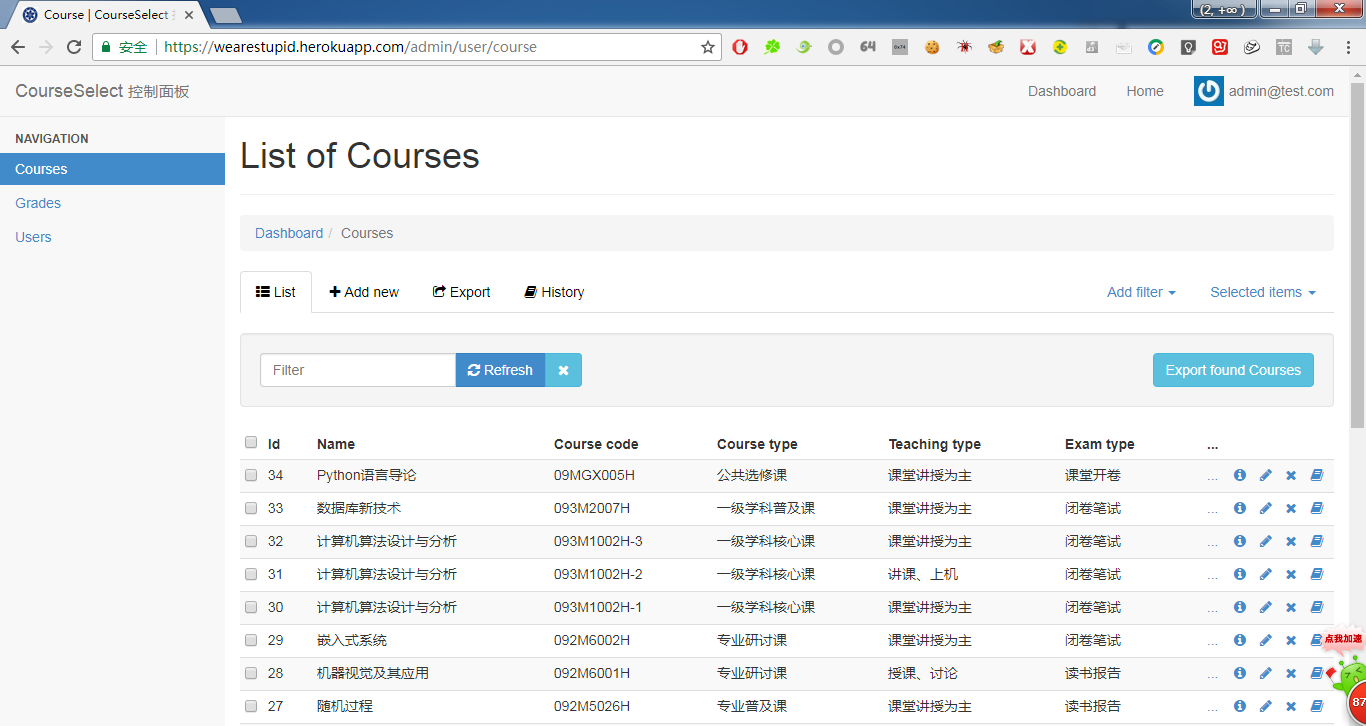 Course | CourseSelect
(2, +∞ )
安全 https://wearestupid.herokuapp.com/admin/user/course
64
0x74
TC
CourseSelect 控制面板 Dashboard Home admin@test.com
NAVIGATION
Courses
Grades
Users
List of Courses
Dashboard / Courses
List Add new Export History Add filter Selected items
Filter Refresh Export found Courses
Id Name Course code Course type Teaching type Exam type ...
34 Python语言导论 09MGX005H 公共选修课 课堂讲授为主 课堂开卷 ...
33 数据库新技术 093M2007H 一级学科普及课 课堂讲授为主 闭卷笔试 ...
32 计算机算法设计与分析 093M1002H-3 一级学科核心课 课堂讲授为主 闭卷笔试 ...
31 计算机算法设计与分析 093M1002H-2 一级学科核心课 讲课、上机 闭卷笔试 ...
30 计算机算法设计与分析 093M1002H-1 一级学科核心课 课堂讲授为主 闭卷笔试 ...
29 嵌入式系统 092M6002H 专业研讨课 课堂讲授为主 闭卷笔试 ...
点我加速
28 机器视觉及其应用 092M6001H 专业研讨课 授课、讨论 读书报告 ...
27 随机过程 092M5026H 专业普及课 课堂讲授为主 读书报告 ...
87